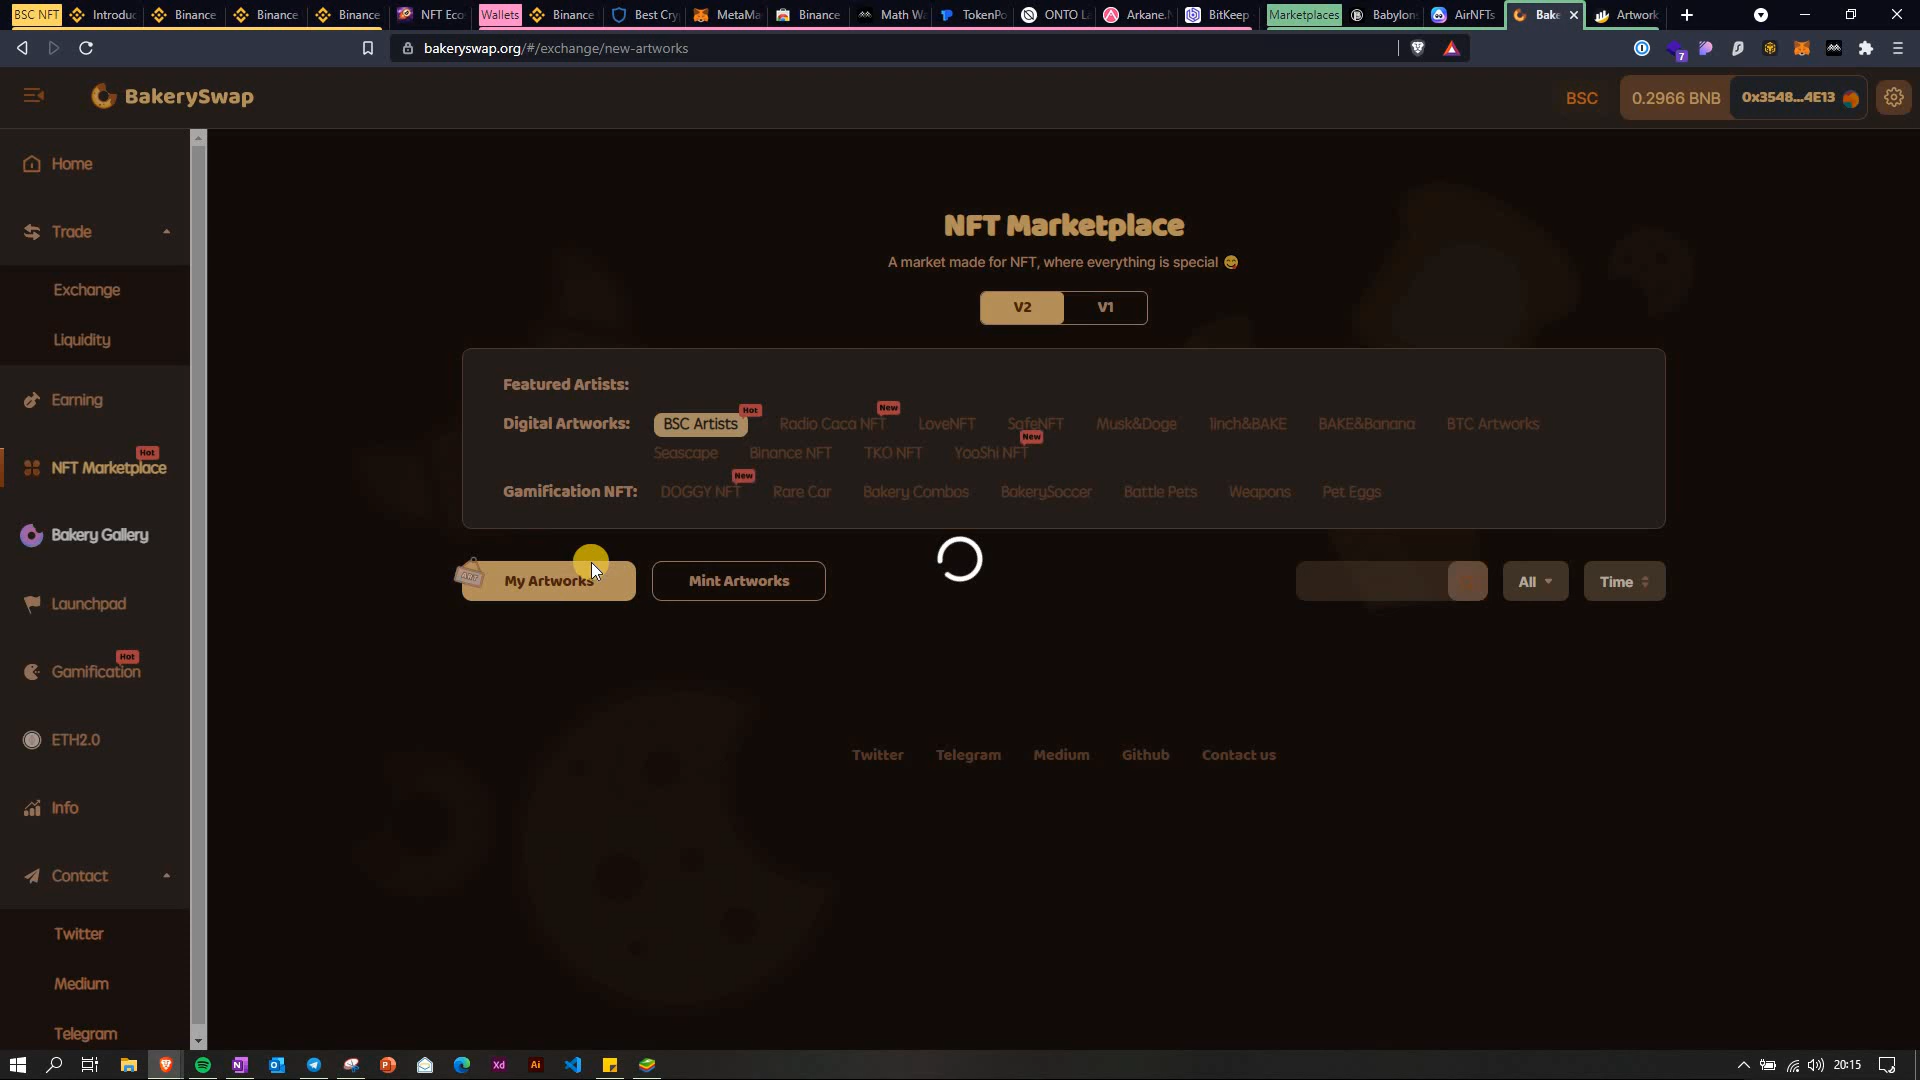 BSC NFT
Introduc
Binance
Binance
Binance
NFT Eco
Wallets
Binance
Best Cry
MetaMa
Binance
Math Wa
TokenPo
ONTO
Arkane.N
BitKeep
Marketplaces
Babylons
AirNFTs
Bake
Artwork
bakeryswap.org/#/exchange/new-artworks
7
BakerySwap
BSC
0.2966 BNB
0x3548...4E13
Home
Trade
Exchange
Liquidity
Earning
Hot
NFT Marketplace
Bakery Gallery
Launchpad
Hot
Gamification
ETH2.0
Info
Contact
Twitter
Medium
Telegram
NFT Marketplace
A market made for NFT, where everything is special
V2 V1
Featured Artists:
Digital Artworks:
BSC Artists
Hot
Radio Caca NFT
New
LoveNFT
SafeNFT
Musk&Doge
1inch&BAKE
BAKE&Banana
BTC Artworks
Seascape
Binance NFT
TKO NFT
YooShi NFT
New
Gamification NFT:
DOGGY NFT
New
Rare Car
Bakery Combos
BakerySoccer
Battle Pets
Weapons
Pet Eggs
ART
My Artworks
Mint Artworks
All
Time
Twitter Telegram Medium Github Contact us
N
O
P
Xd
Ai
20:15